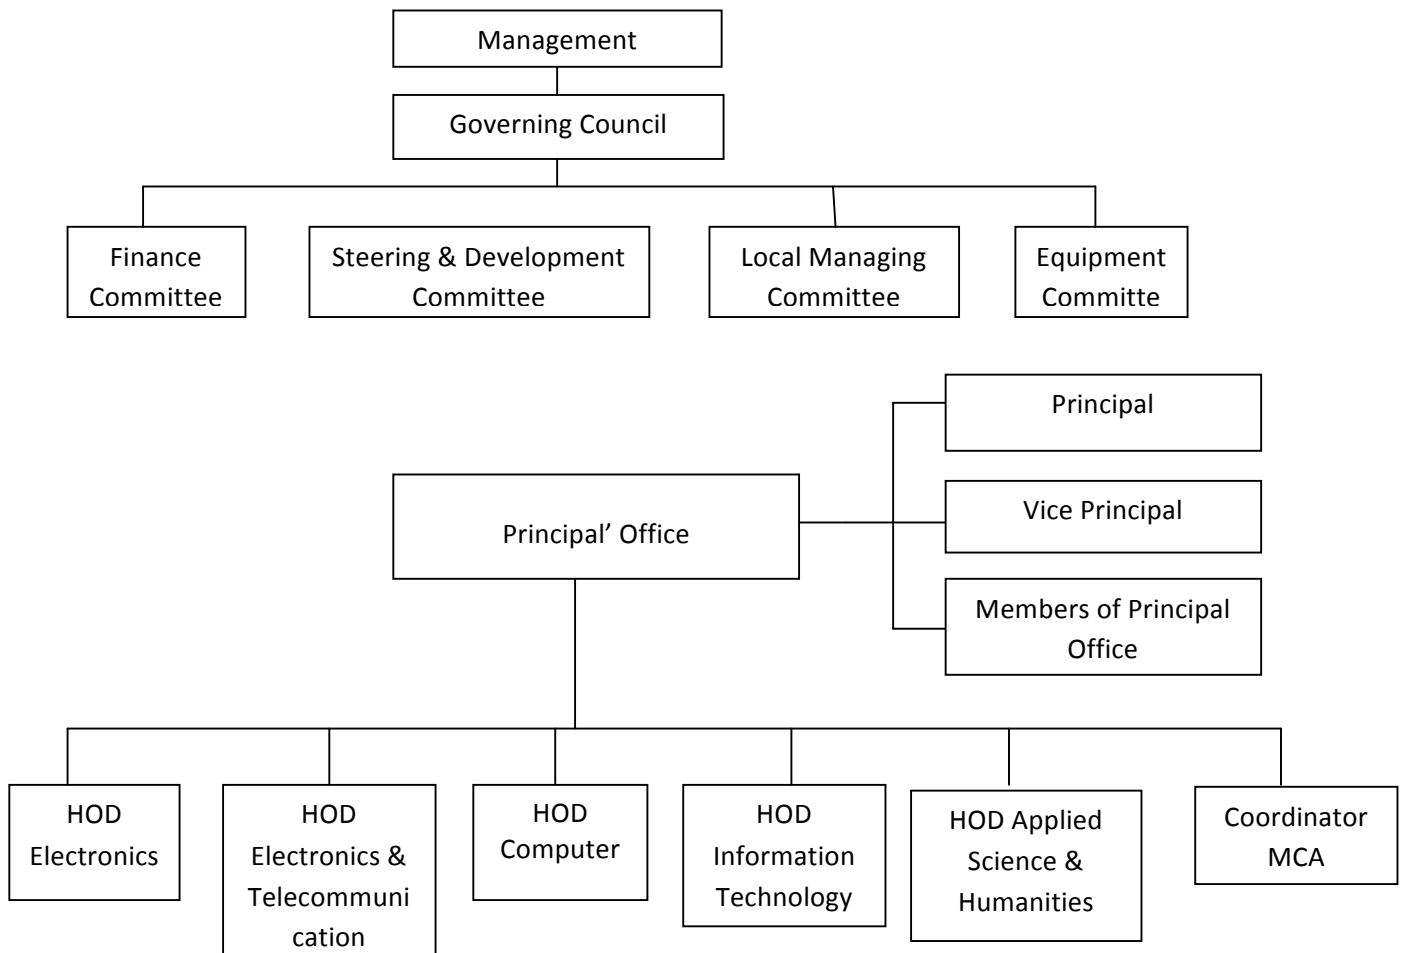 Management
Governing Council
Finance
Committee
Steering & Development
Committee
Local Managing
Committee
Equipment
Committe
Principal
Principal’ Office
Vice Principal
Members of Principal
Office
HOD
Electronics
HOD
Electronics &
Telecommuni
cation
HOD
Computer
HOD
Information
Technology
HOD Applied
Science &
Humanities
Coordinator
MCA